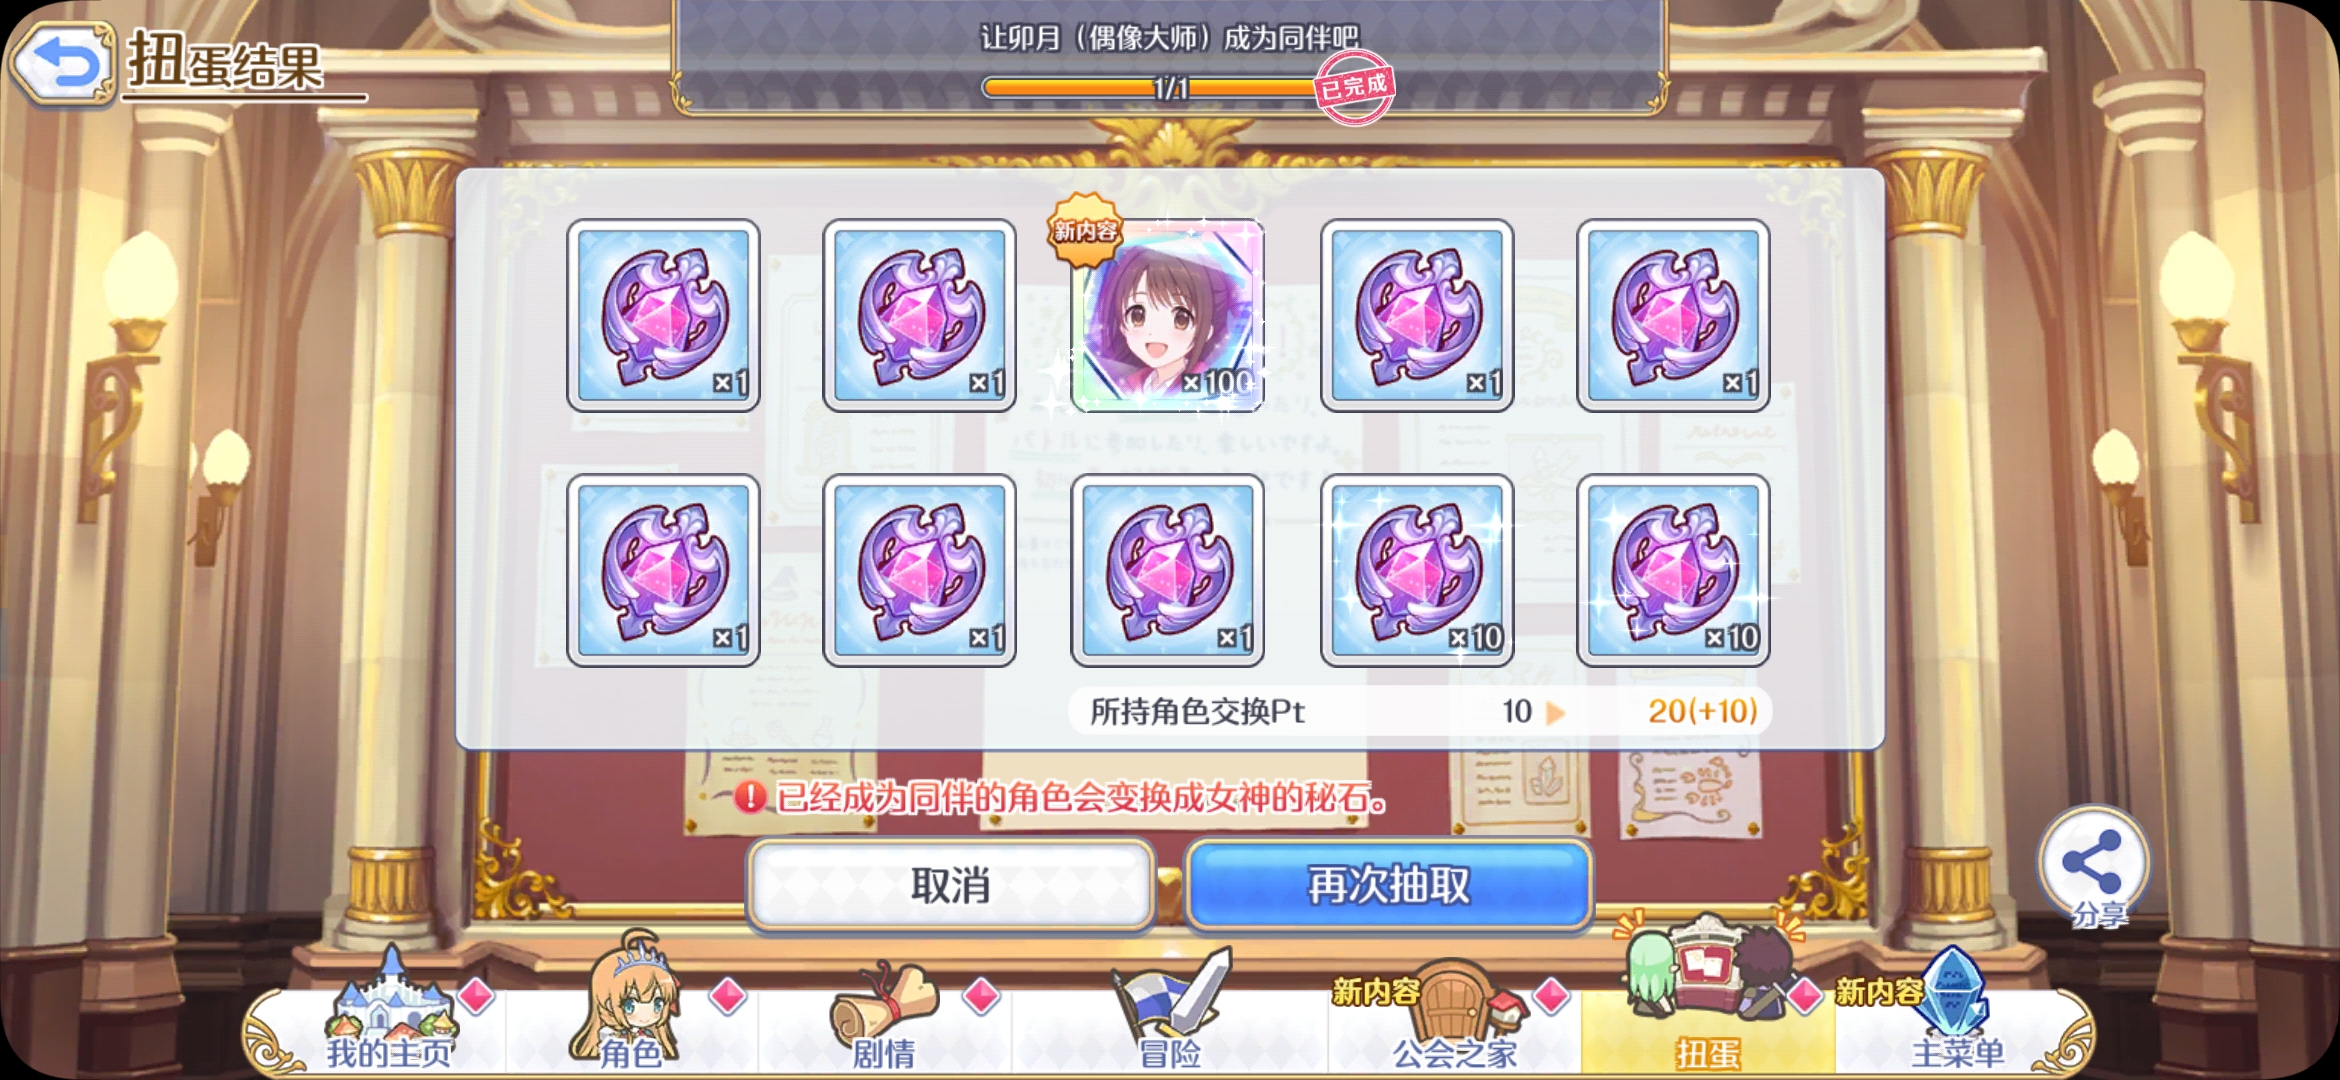 扭蛋结果
让卯月（偶像大师）成为同伴吧
1/1
已完成
新内容
×1
×1
×100
×1
×1
×1
×1
×1
×10
×10
所持角色交换Pt 10 20(+10)
已经成为同伴的角色会变换成女神的秘石。
取消
再次抽取
分享
新内容
新内容
我的主页
角色
剧情
冒险
公会之家
扭蛋
主菜单